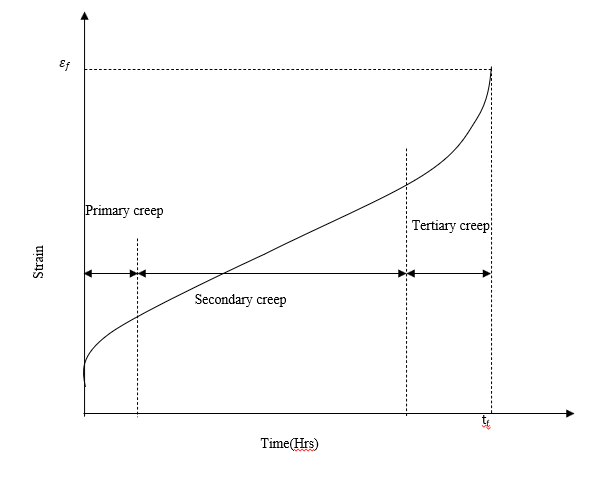 εf
Primary creep
Tertiary creep
Strain
Secondary creep
tf
Time(Hrs)